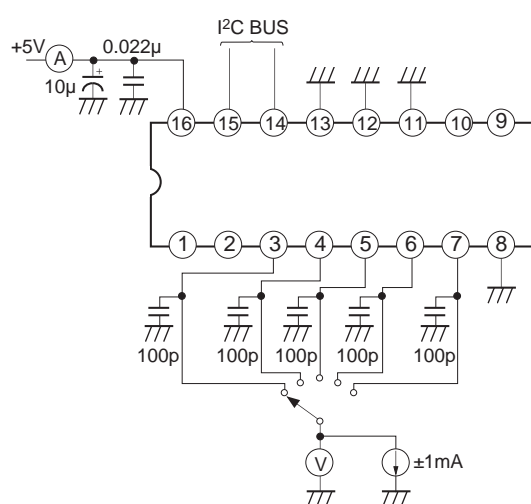 I²C BUS
+5V A 0.022μ
10μ +
16 15 14 13 12 11 10 9
1 2 3 4 5 6 7 8
100p 100p 100p 100p 100p
V ±1mA